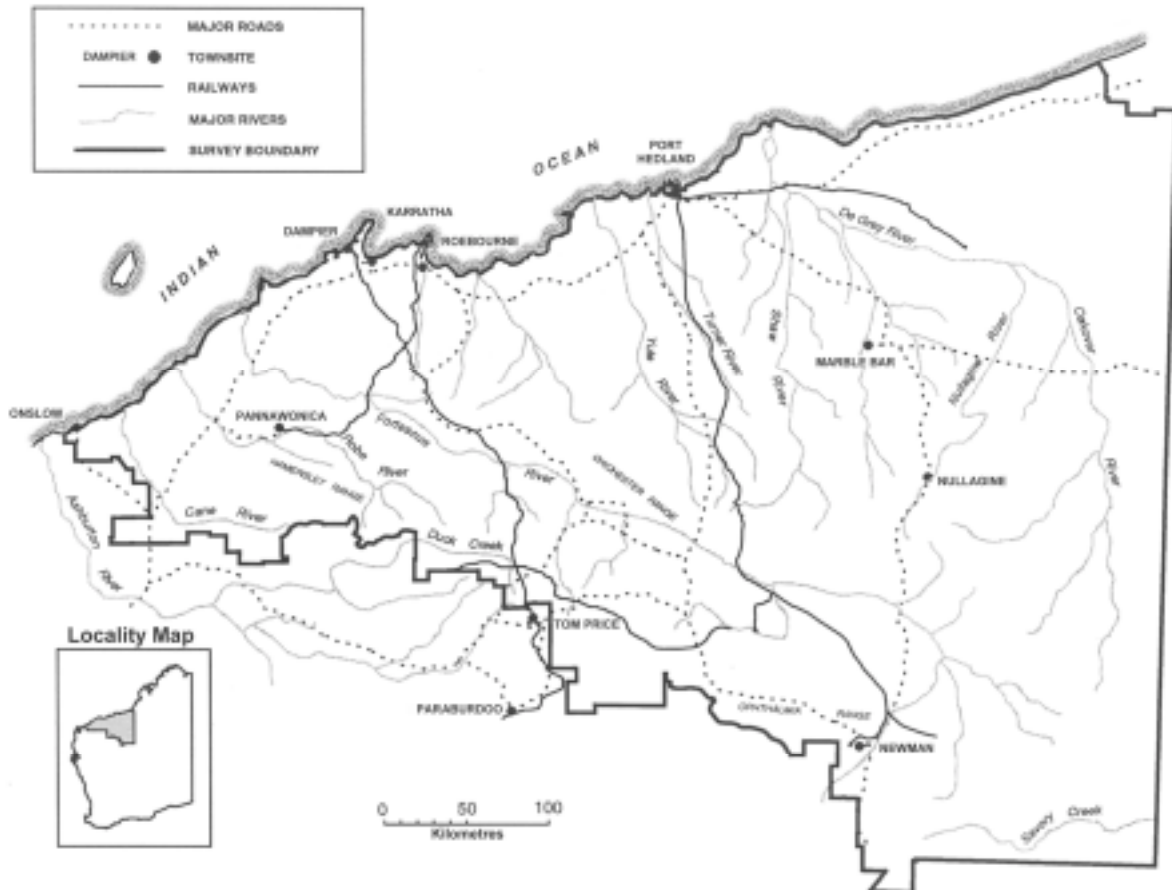 MAJOR ROADS
DAMPIER
TOWNSITE
RAILWAYS
MAJOR RIVERS
SURVEY BOUNDARY
INDIAN
OCEAN
PORT
HEDLAND
KARRATHA
DAMPIER
ROEBOURNE
De Grey River
MARBLE BAR
Nullagine River
Oakover
River
Shaw
River
Turner River
Yule
River
ONSLOW
PANNAWONICA
Fortescue
River
Robe
River
HAMERSLEY RANGE
CHICHESTER RANGE
NULLAGINE
Ashburton
River
Cane River
Duck Creek
TOM PRICE
PARABURDOO
OPHTHALMIA RANGE
NEWMAN
Savory Creek
Locality Map
0 50 100
Kilometres